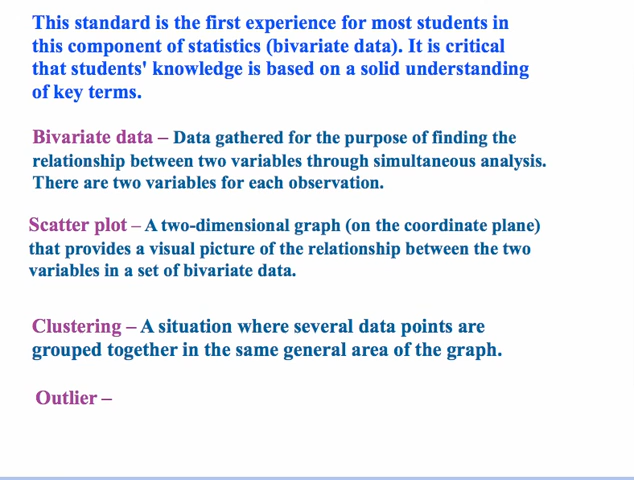 This standard is the first experience for most students in
this component of statistics (bivariate data). It is critical
that students' knowledge is based on a solid understanding
of key terms.
Bivariate data – Data gathered for the purpose of finding the
relationship between two variables through simultaneous analysis.
There are two variables for each observation.
Scatter plot – A two-dimensional graph (on the coordinate plane)
that provides a visual picture of the relationship between the two
variables in a set of bivariate data.
Clustering – A situation where several data points are
grouped together in the same general area of the graph.
Outlier –